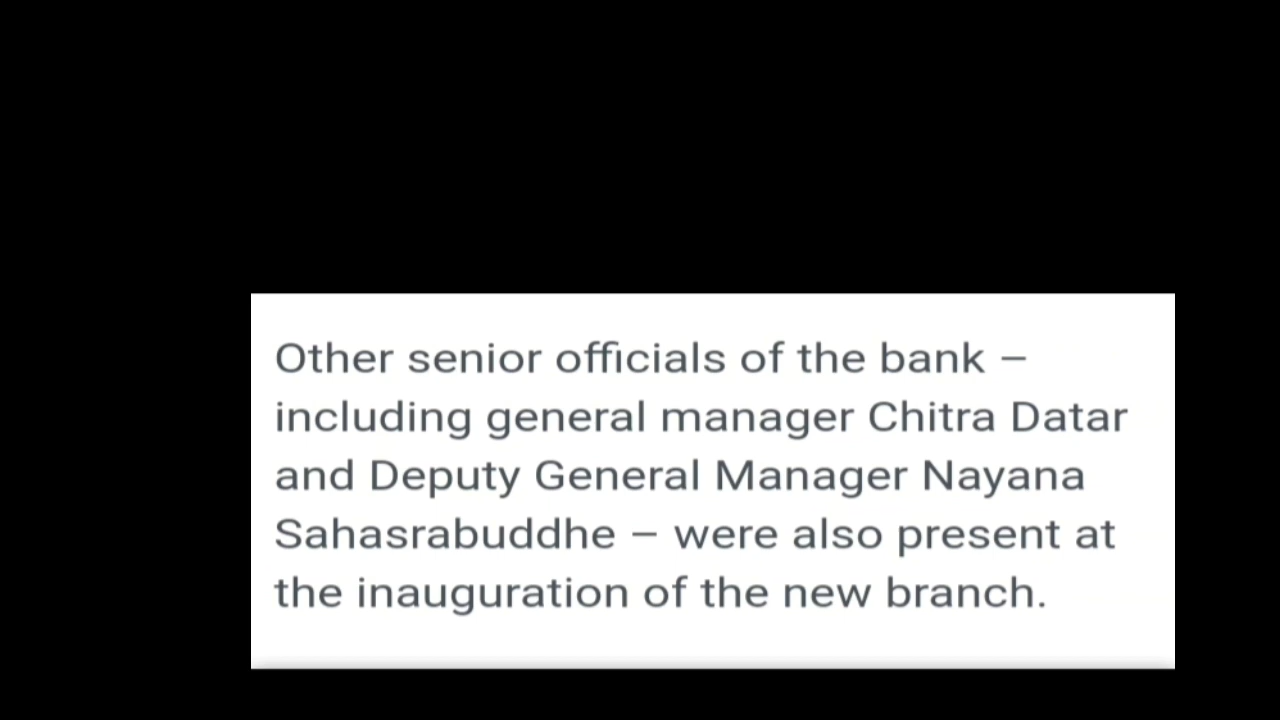 Other senior officials of the bank –
including general manager Chitra Datar
and Deputy General Manager Nayana
Sahasrabuddhe – were also present at
the inauguration of the new branch.